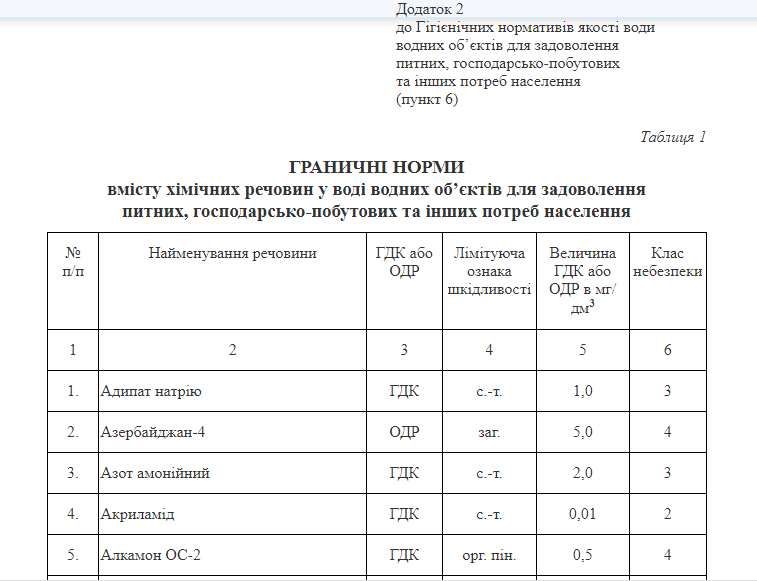 Додаток 2
до Гігієнічних нормативів якості води
водних об’єктів для задоволення
питних, господарсько-побутових
та інших потреб населення
(пункт 6)
Таблиця 1
ГРАНИЧНІ НОРМИ
вмісту хімічних речовин у воді водних об’єктів для задоволення
питних, господарсько-побутових та інших потреб населення
№ п/п Найменування речовини ГДК або ОДР Лімітуюча ознака шкідливості Величина ГДК або ОДР в мг/дм³ Клас небезпеки
1 2 3 4 5 6
1. Адипат натрію ГДК с.-т. 1,0 3
2. Азербайджан-4 ОДР заг. 5,0 4
3. Азот амонійний ГДК с.-т. 2,0 3
4. Акриламід ГДК с.-т. 0,01 2
5. Алкамон ОС-2 ГДК орг. пін. 0,5 4